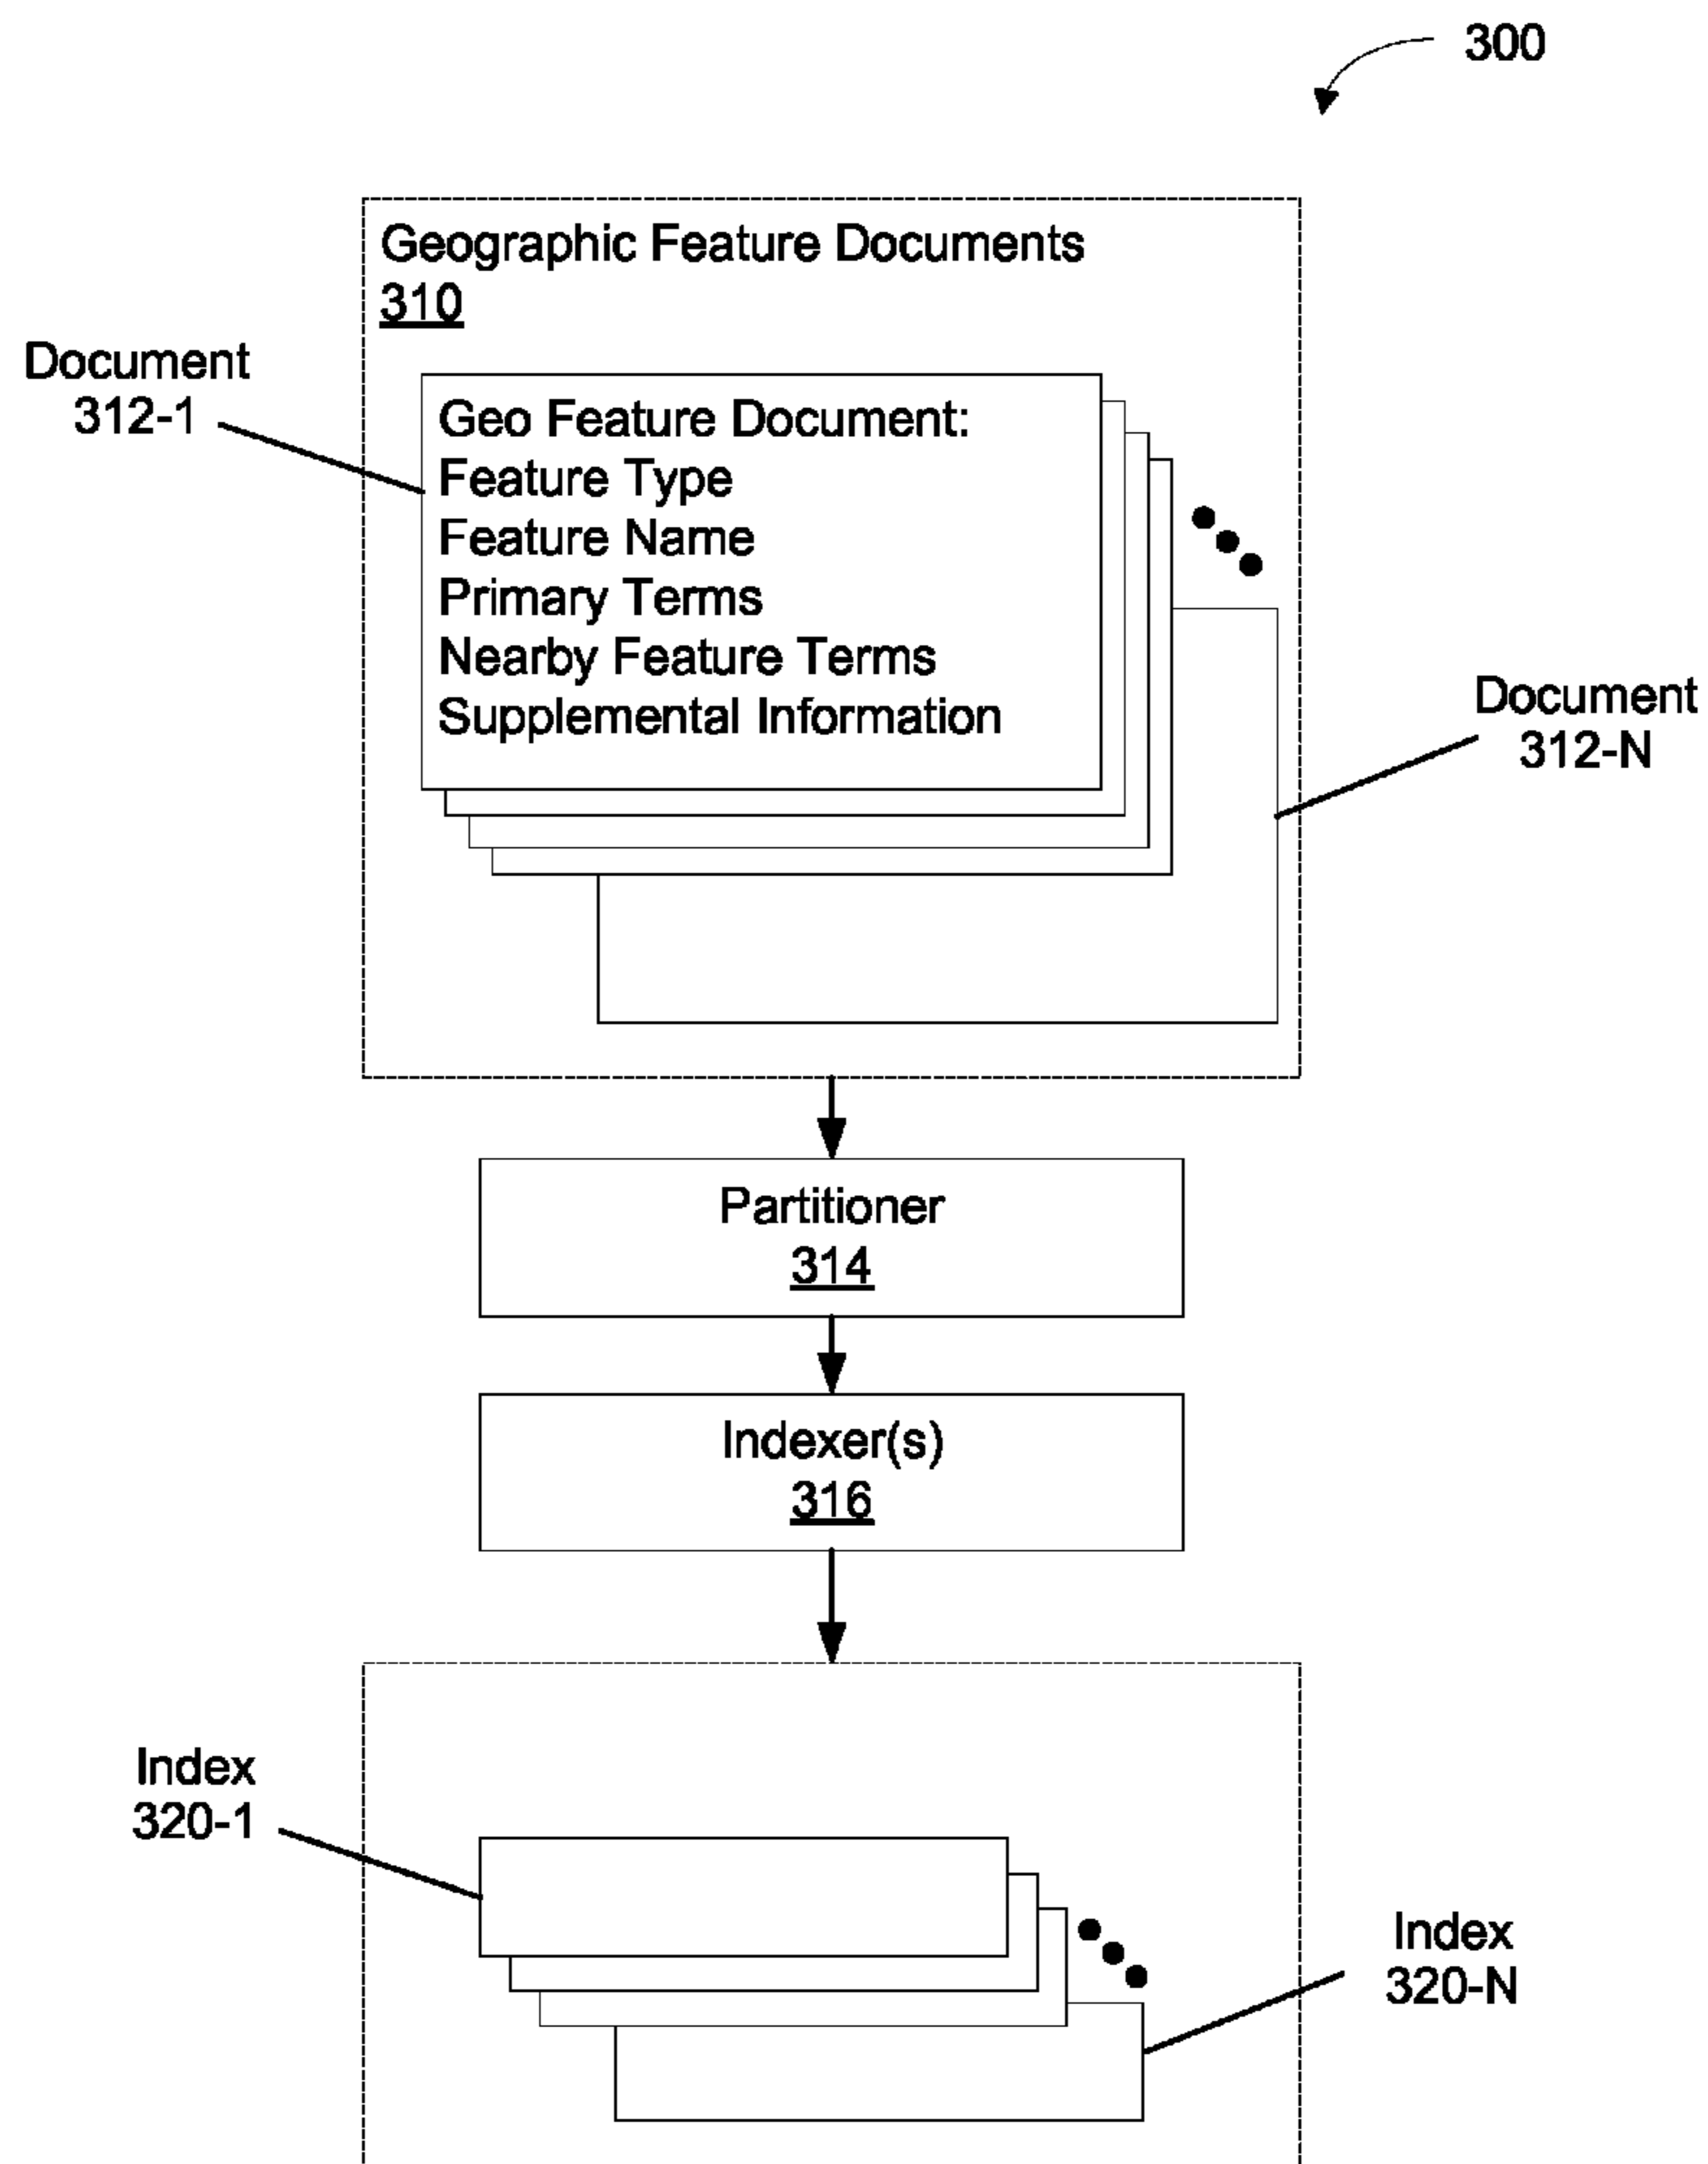 300
Geographic Feature Documents
310
Document
312-1
Geo Feature Document:
Feature Type
Feature Name
Primary Terms
Nearby Feature Terms
Supplemental Information
Document
312-N
Partitioner
314
Indexer(s)
316
Index
320-1
Index
320-N